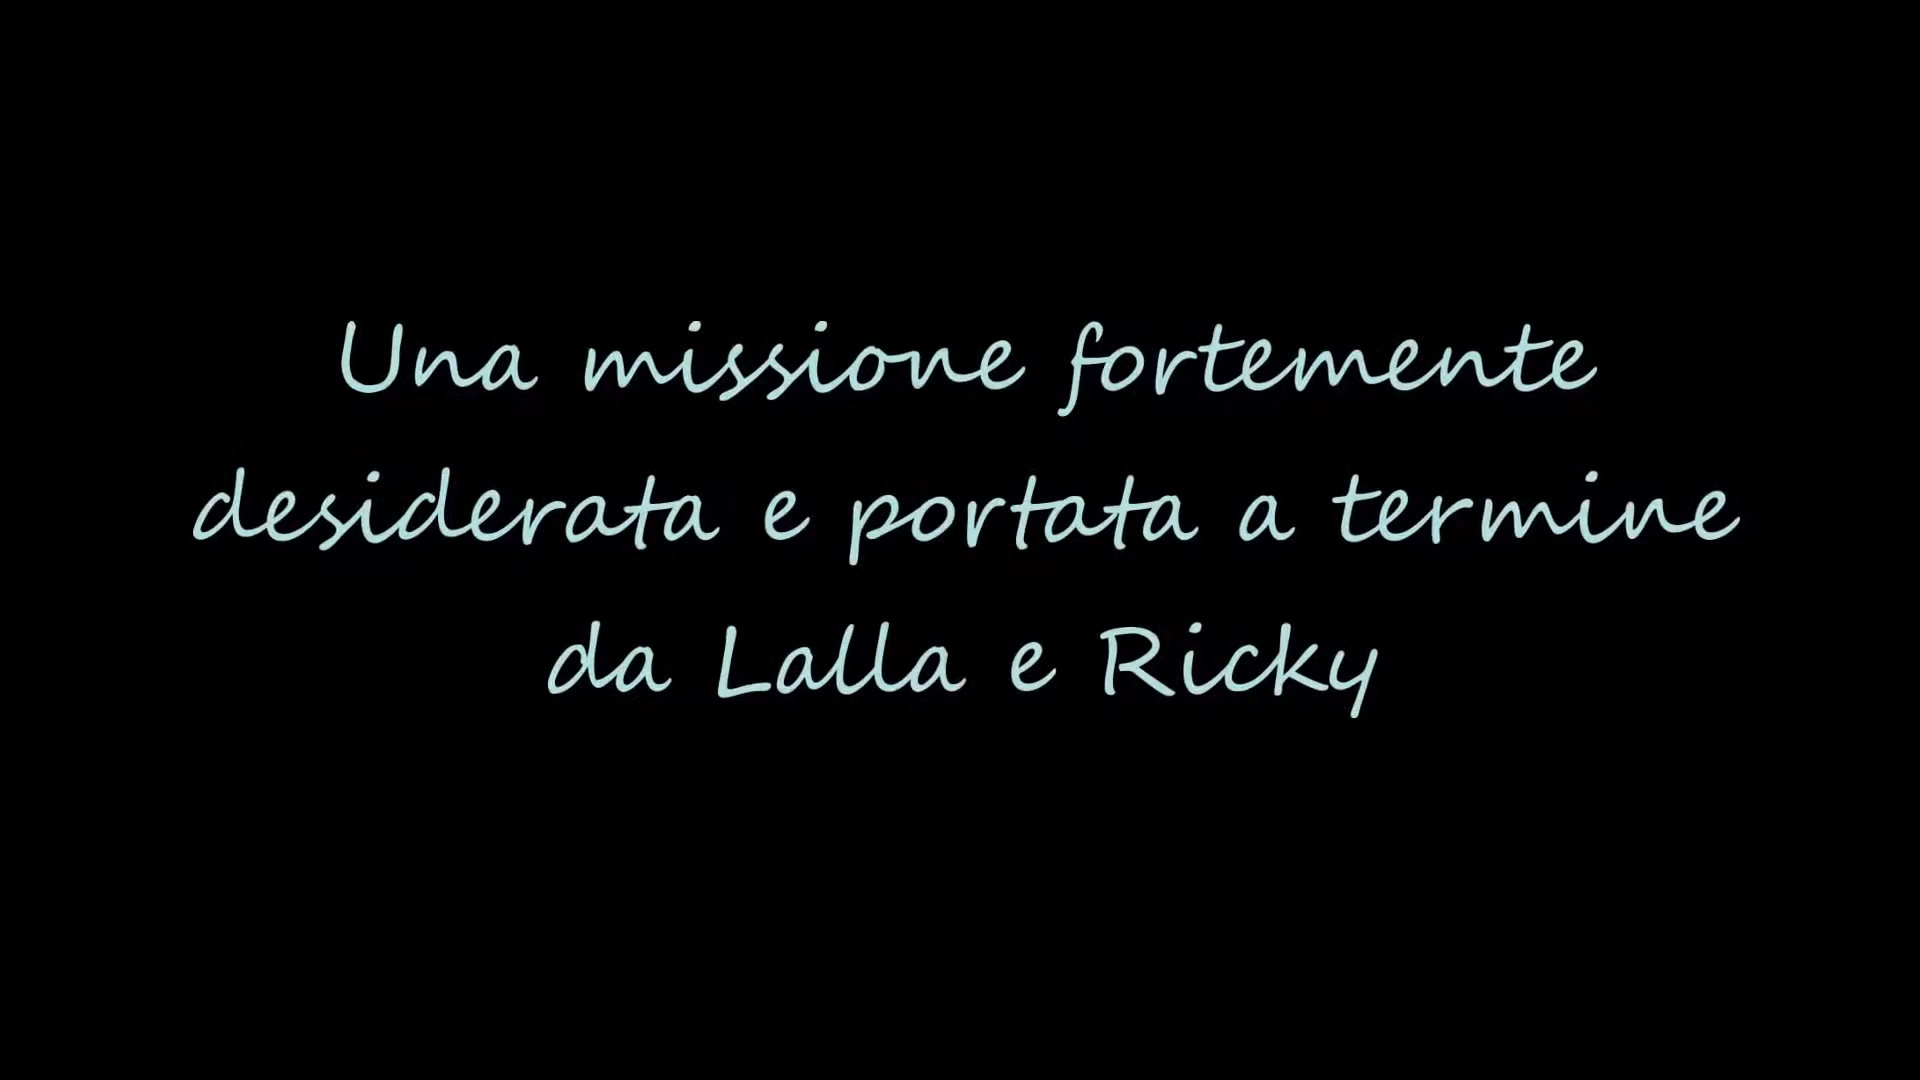 Una missione fortemente
desiderata e portata a termine
da Lalla e Ricky